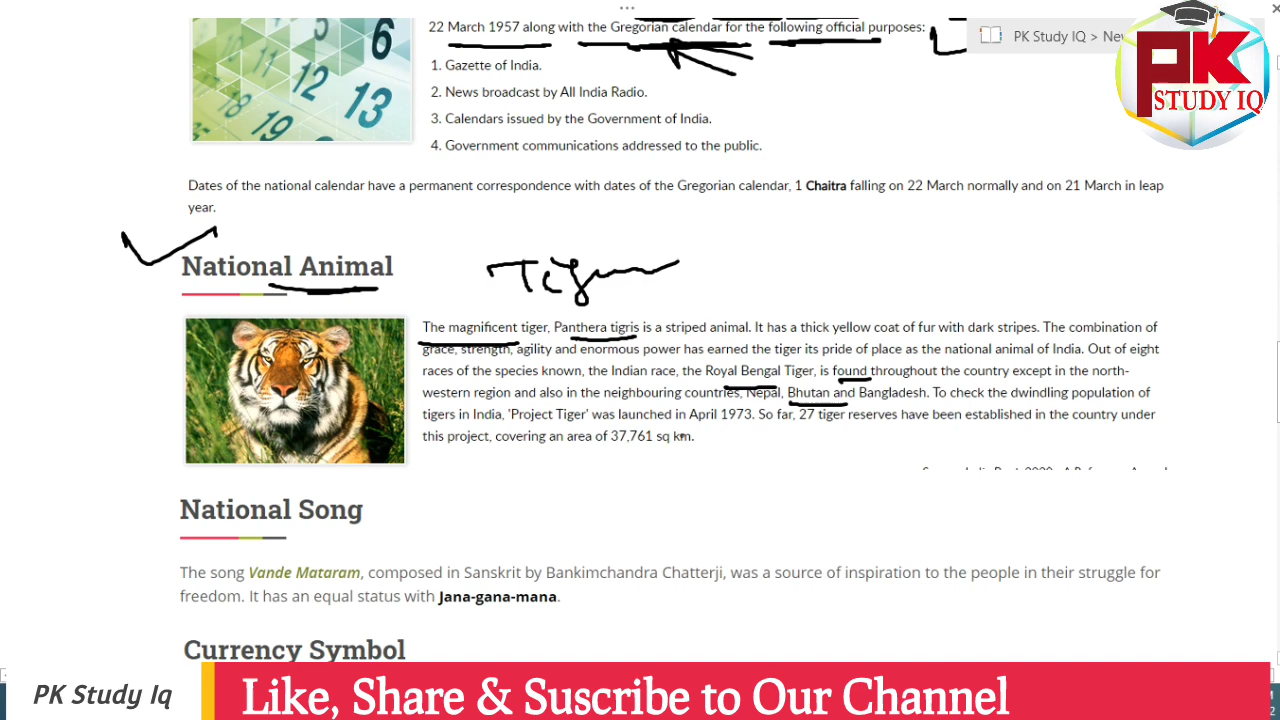 22 March 1957 along with the Gregorian calendar for the following official purposes:
PK Study IQ > Nev
PK
STUDY IQ
5
6
11
12
13
18
19
1. Gazette of India.
2. News broadcast by All India Radio.
3. Calendars issued by the Government of India.
4. Government communications addressed to the public.
Dates of the national calendar have a permanent correspondence with dates of the Gregorian calendar, 1 Chaitra falling on 22 March normally and on 21 March in leap
year.
National Animal
The magnificent tiger, Panthera tigris is a striped animal. It has a thick yellow coat of fur with dark stripes. The combination of
grace, strength, agility and enormous power has earned the tiger its pride of place as the national animal of India. Out of eight
races of the species known, the Indian race, the Royal Bengal Tiger, is found throughout the country except in the north-
western region and also in the neighbouring countries, Nepal, Bhutan and Bangladesh. To check the dwindling population of
tigers in India, 'Project Tiger' was launched in April 1973. So far, 27 tiger reserves have been established in the country under
this project, covering an area of 37,761 sq km.
National Song
The song Vande Mataram, composed in Sanskrit by Bankimchandra Chatterji, was a source of inspiration to the people in their struggle for
freedom. It has an equal status with Jana-gana-mana.
Currency Symbol
PK Study Iq
Like, Share & Suscribe to Our Channel